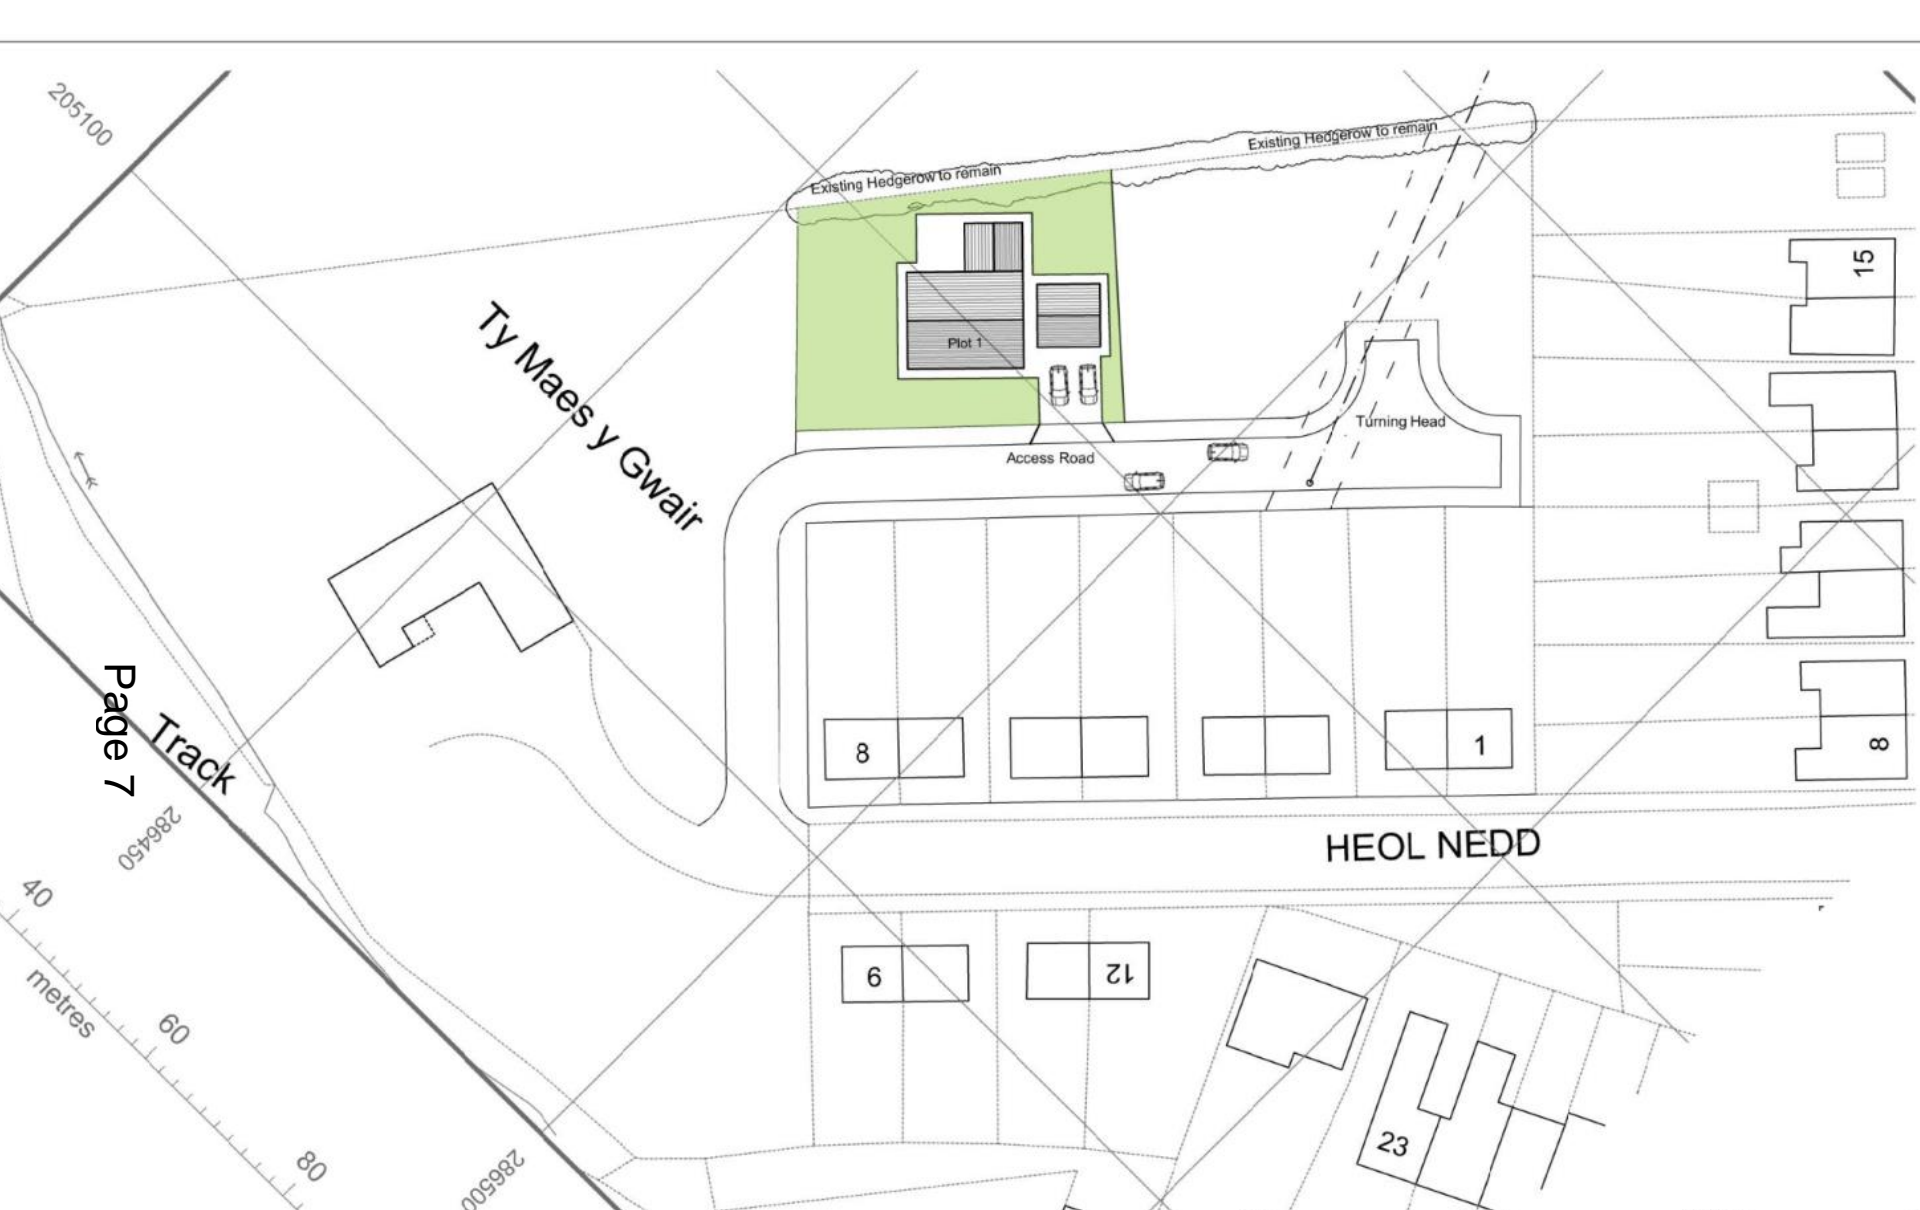 205100
Existing Hedgerow to remain
Existing Hedgerow to remain
15
Ty Maes y Gwair
Plot 1
Turning Head
Access Road
Page 7
Track
8
1
8
286450
HEOL NEDD
40
metres
60
80
9
12
23
286500